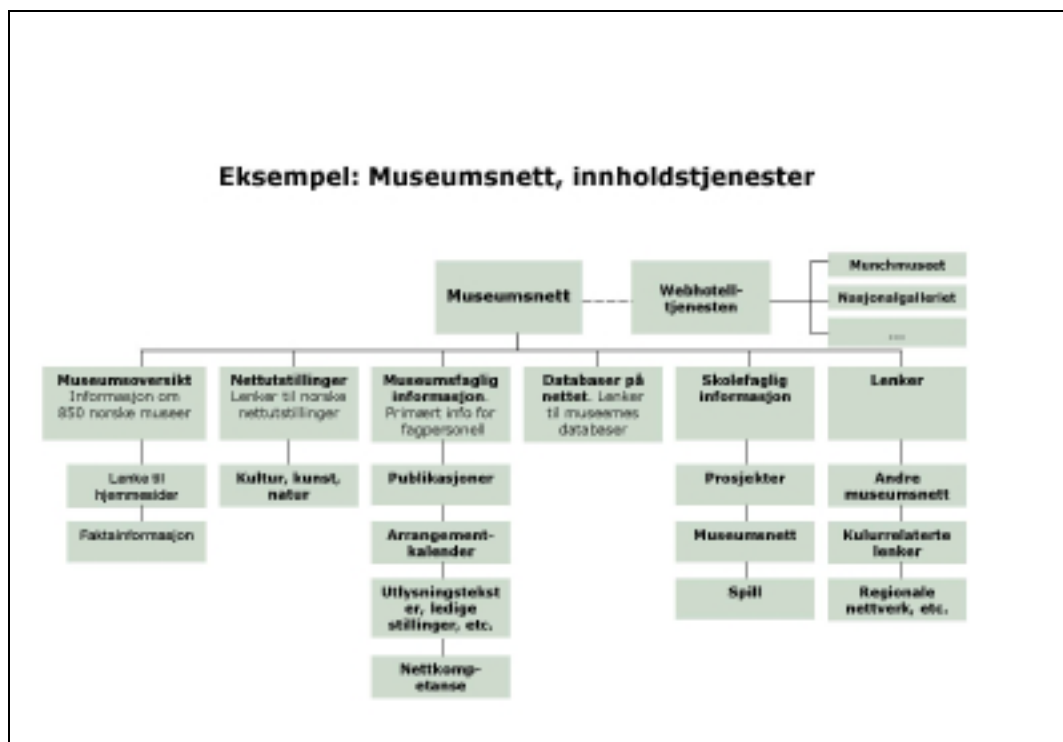 Eksempel: Museumsnett, innholdstjenester
Museumsnett
Webhotell-
tjenesten
Munchmuseet
Nasjonalgalleriet
...
Museumsoversikt
Informasjon om
850 norske museer
Lenke til
hjemmesider
Faktainformasjon
Nettutstillinger
Lenker til norske
nettutstillinger
Kultur, kunst,
natur
Museumsfaglig
informasjon.
Primært info for
fagpersonell
Publikasjoner
Arrangement-
kalender
Utlysningstekst
er, ledige
stillinger, etc.
Nettkomp-
etanse
Databaser på
nettet. Lenker
til museernes
databaser
Skolefaglig
informasjon
Prosjekter
Museumsnett
Spill
Lenker
Andre
museumsnett
Kulurrelaterte
lenker
Regionale
nettverk, etc.